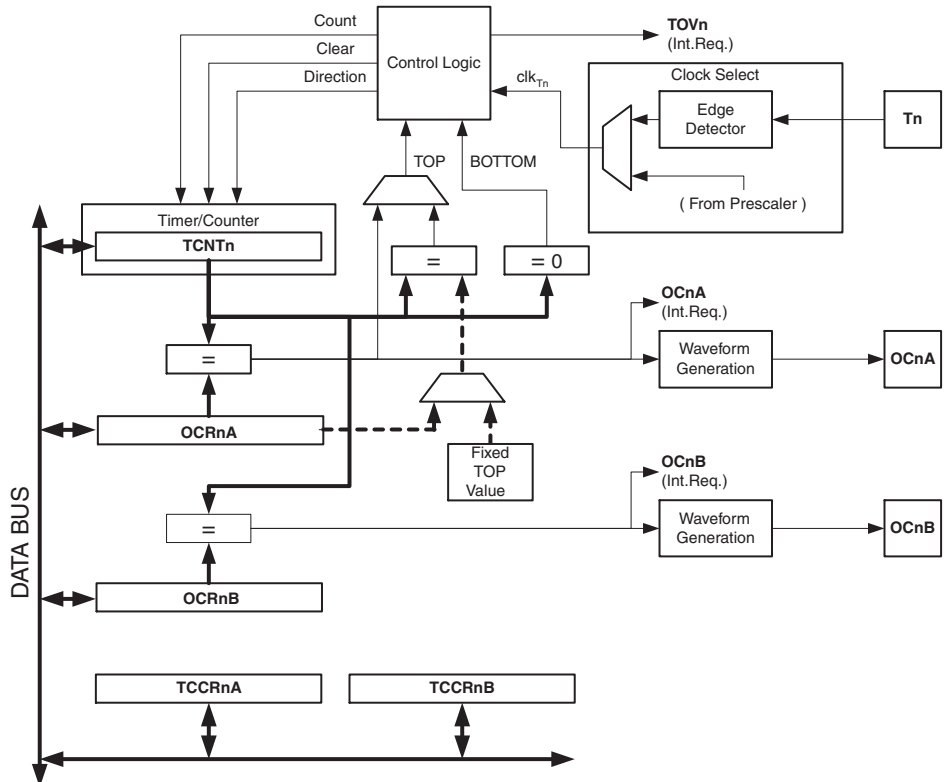 Count
Clear
Direction
Control Logic
TOVn
(Int.Req.)
clkTn
Clock Select
Edge
Detector
Tn
( From Prescaler )
TOP
BOTTOM
Timer/Counter
TCNTn
=
= 0
OCnA
(Int.Req.)
=
Waveform
Generation
OCnA
OCRnA
Fixed
TOP
Value
OCnB
(Int.Req.)
=
Waveform
Generation
OCnB
OCRnB
DATA BUS
TCCRnA
TCCRnB